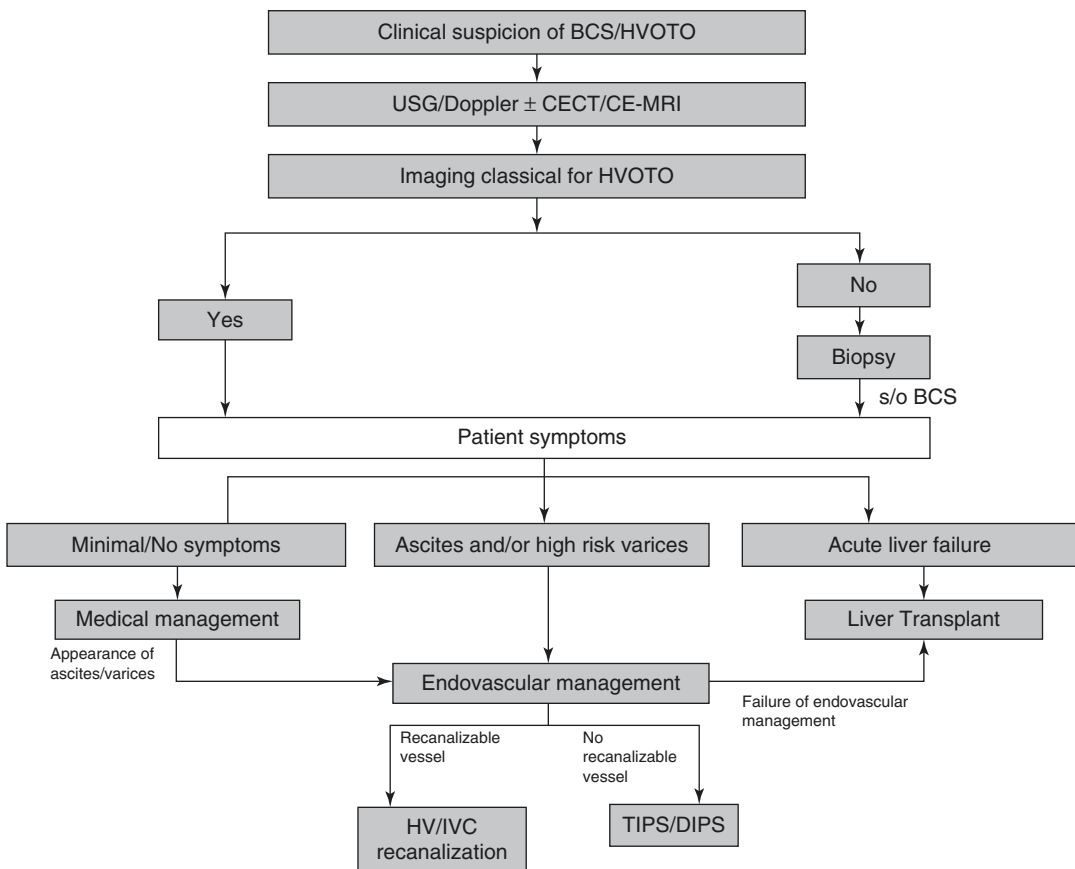 Clinical suspicion of BCS/HVOTO
USG/Doppler ± CECT/CE-MRI
Imaging classical for HVOTO
Yes
No
Biopsy
s/o BCS
Patient symptoms
Minimal/No symptoms
Ascites and/or high risk varices
Acute liver failure
Medical management
Liver Transplant
Appearance of
ascites/varices
Endovascular management
Failure of endovascular
management
Recanalizable
vessel
No
recanalizable
vessel
HV/IVC
recanalization
TIPS/DIPS